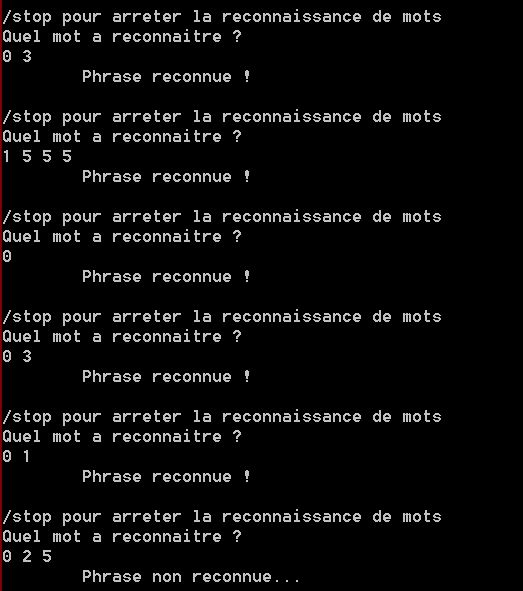 /stop pour arreter la reconnaissance de mots
Quel mot a reconnaitre ?
0 3
Phrase reconnue !
/stop pour arreter la reconnaissance de mots
Quel mot a reconnaitre ?
1 5 5 5
Phrase reconnue !
/stop pour arreter la reconnaissance de mots
Quel mot a reconnaitre ?
0
Phrase reconnue !
/stop pour arreter la reconnaissance de mots
Quel mot a reconnaitre ?
0 3
Phrase reconnue !
/stop pour arreter la reconnaissance de mots
Quel mot a reconnaitre ?
0 1
Phrase reconnue !
/stop pour arreter la reconnaissance de mots
Quel mot a reconnaitre ?
0 2 5
Phrase non reconnue...